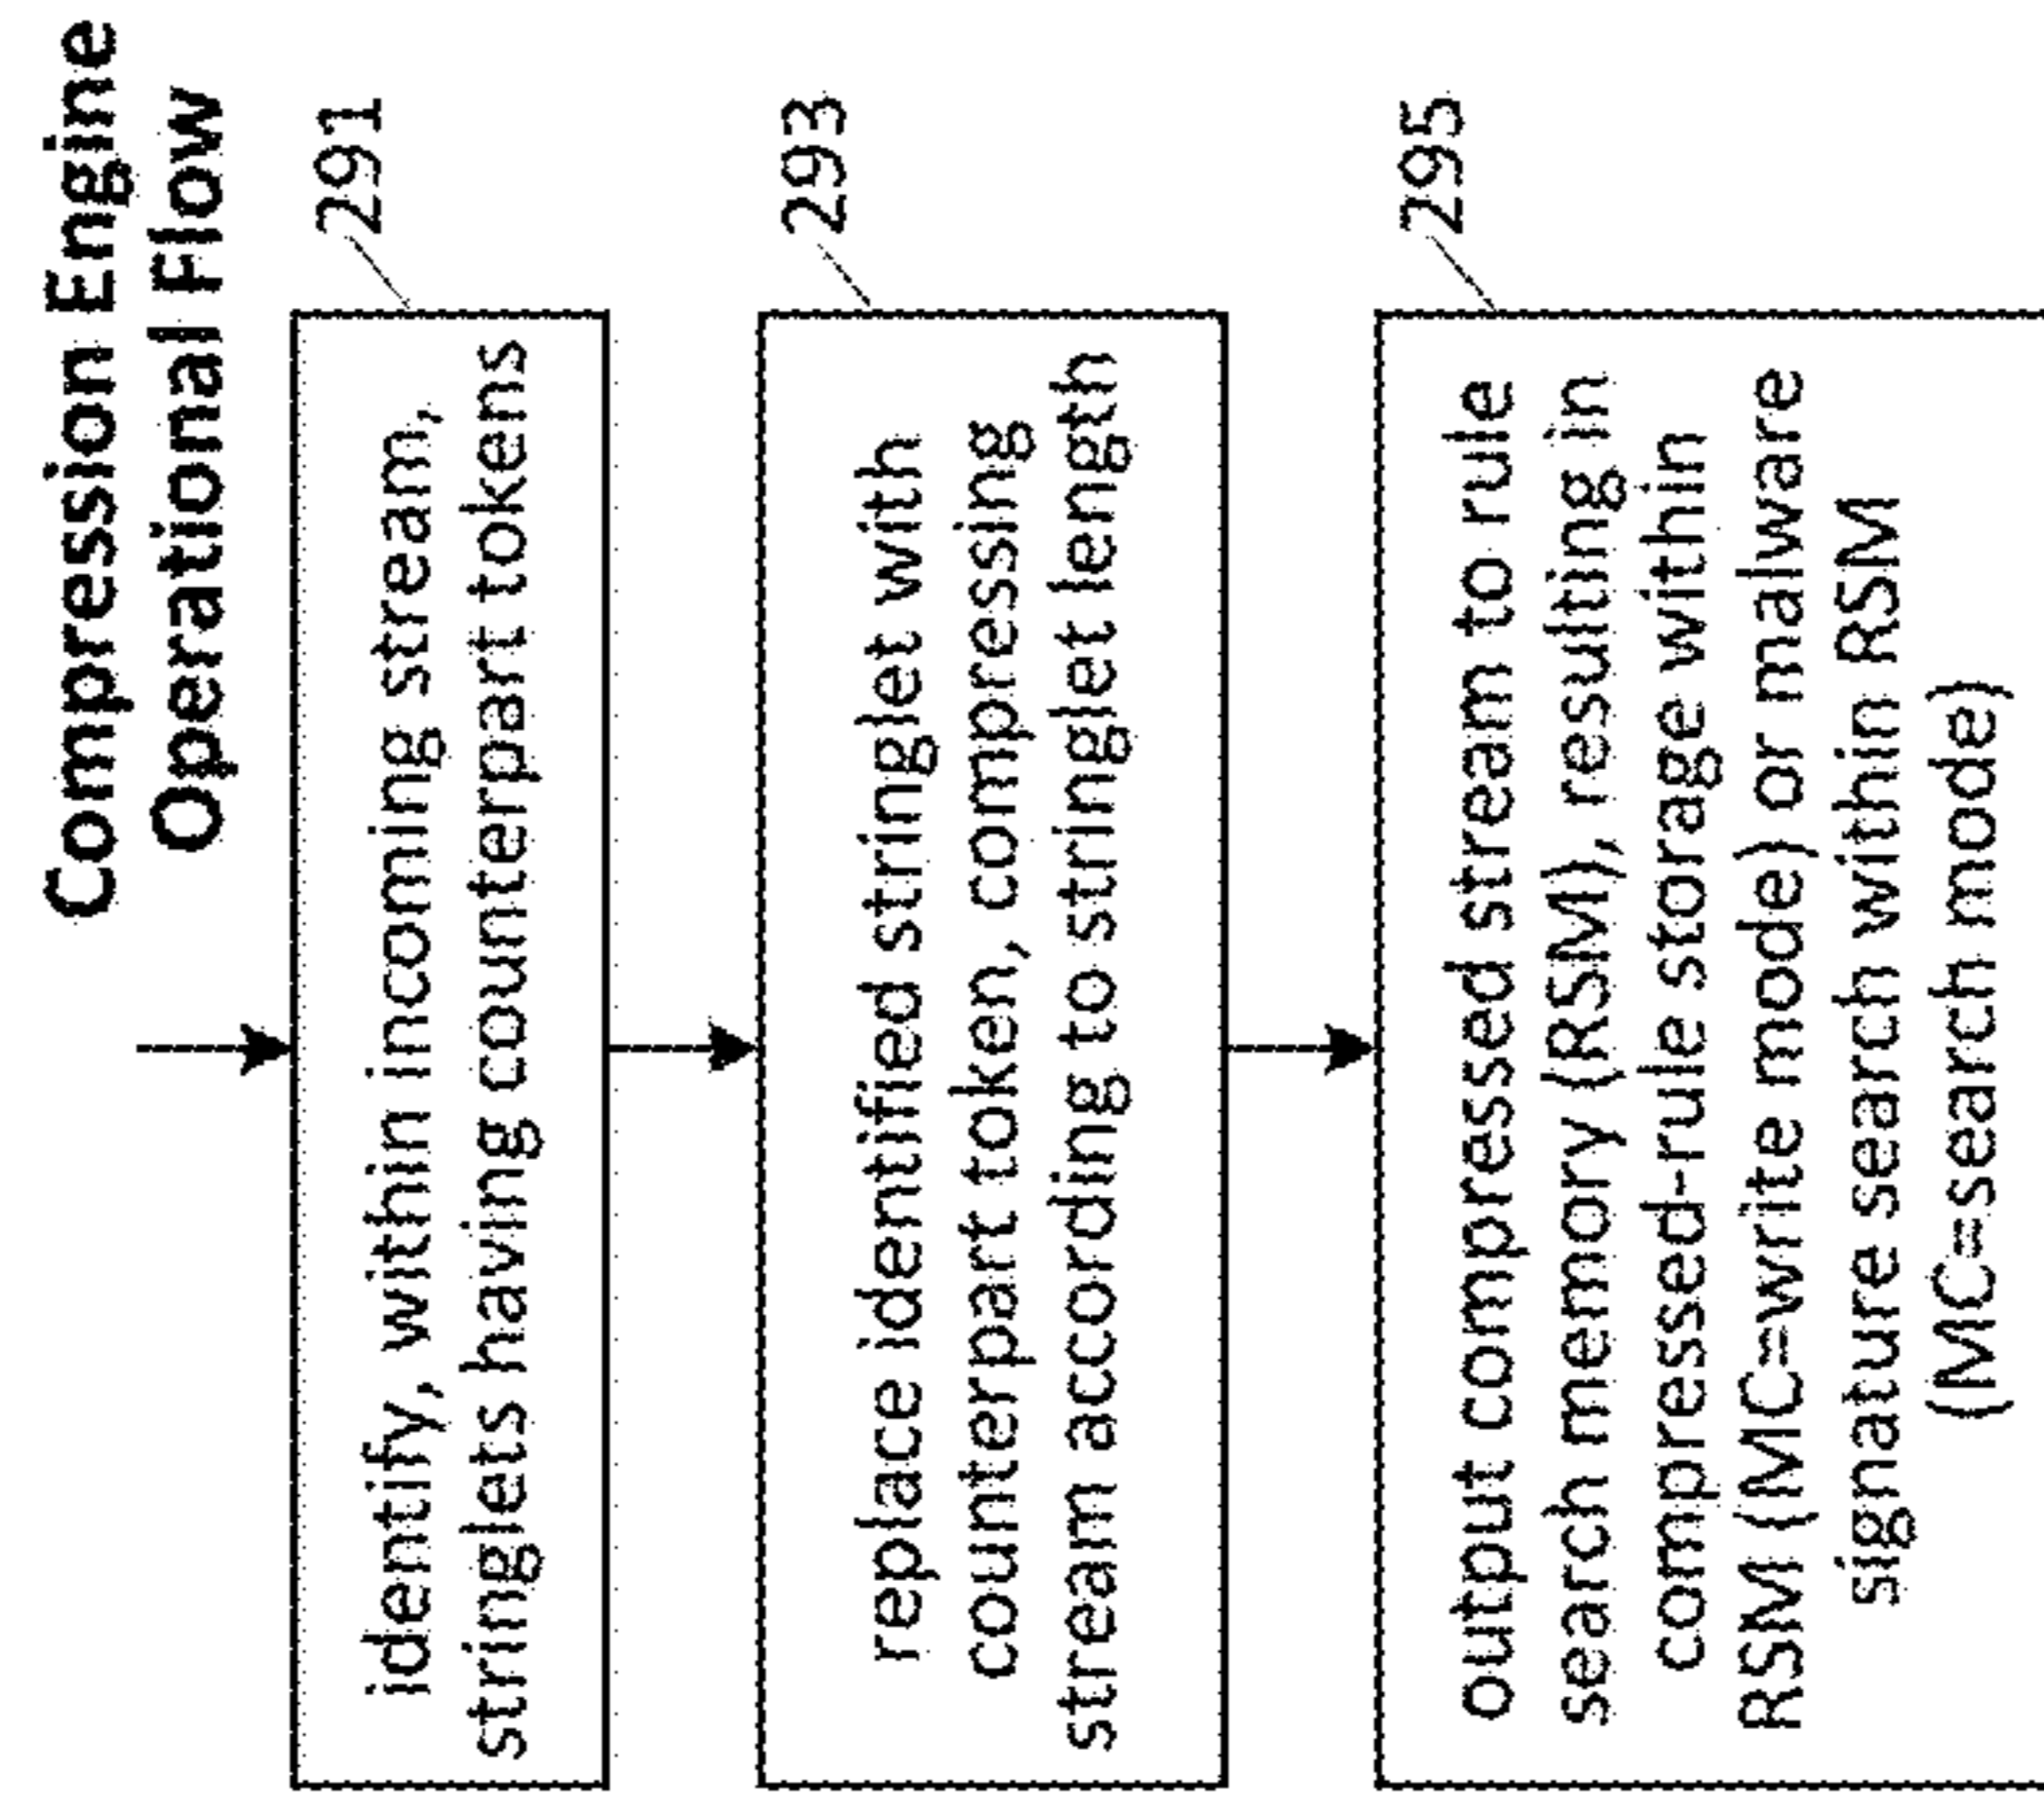 Compression Engine
Operational Flow
291
identify, within incoming stream,
stringlets having counterpart tokens
293
replace identified stringlet with
counterpart token, compressing
stream according to stringlet length
295
output compressed stream to rule
search memory (RSM), resulting in
compressed-rule storage within
RSM (MC=write mode) or malware
signature search within RSM
(MC=search mode)